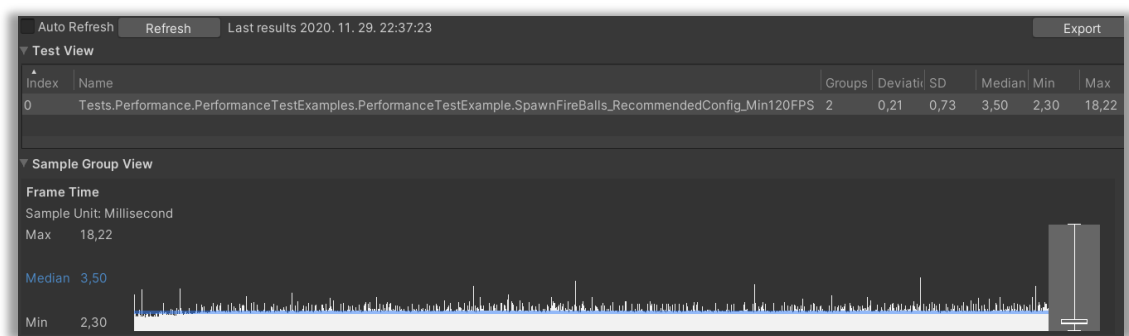 Auto Refresh Refresh Last results 2020. 11. 29. 22:37:23 Export
Test View
Index Name Groups Deviatic SD Median Min Max
0 Tests.Performance.PerformanceTestExamples.PerformanceTestExample.SpawnFireBalls_RecommendedConfig_Min120FPS 2 0,21 0,73 3,50 2,30 18,22
Sample Group View
Frame Time
Sample Unit: Millisecond
Max 18,22
Median 3,50
Min 2,30